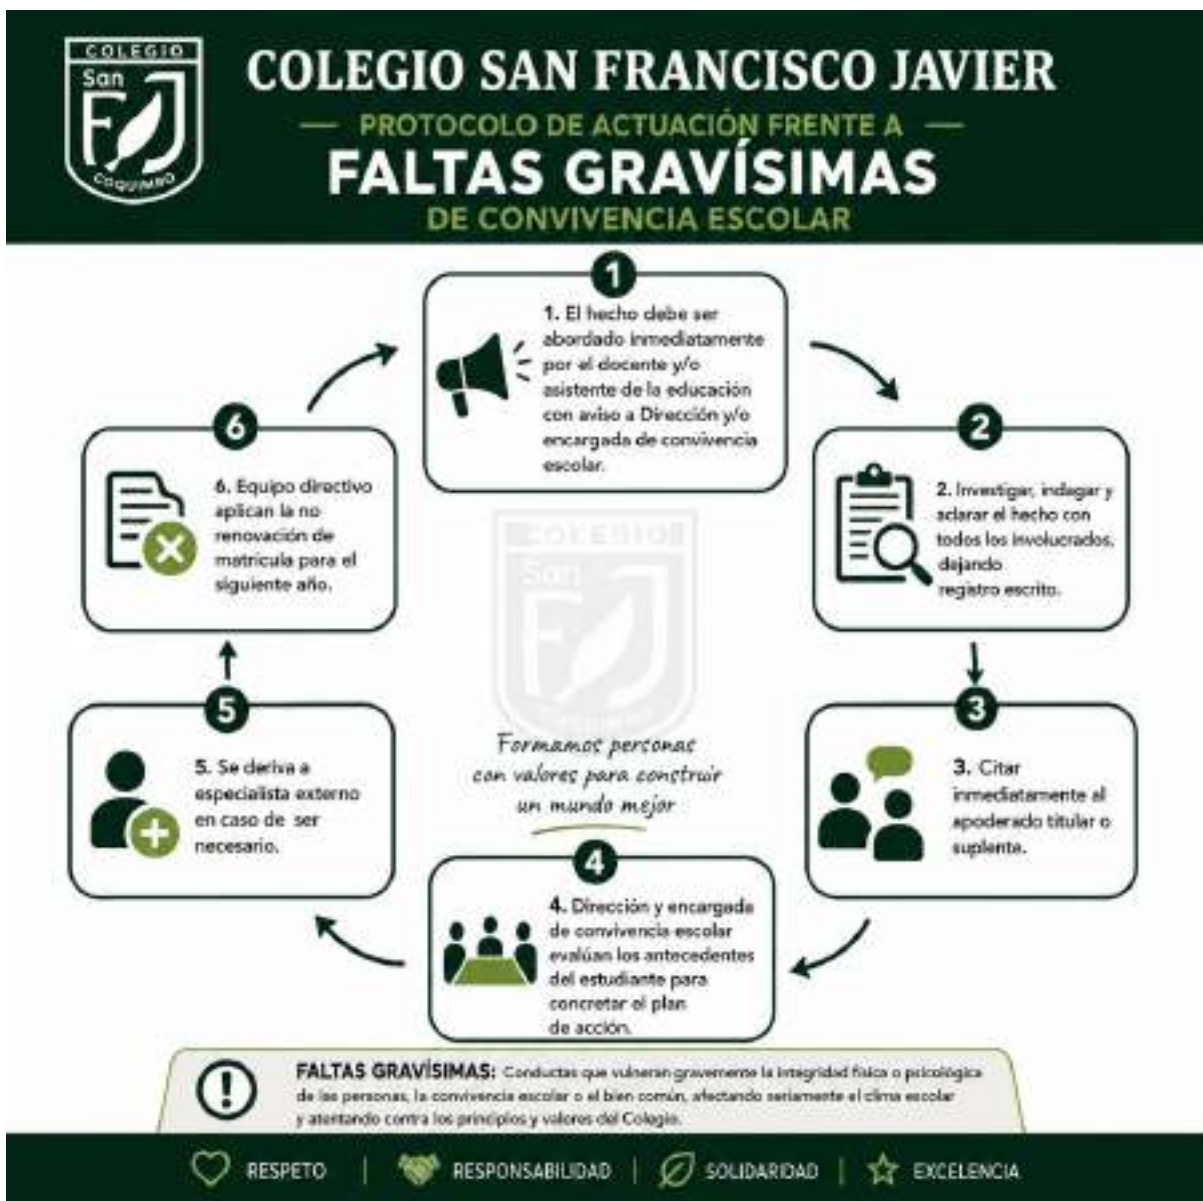 COLEGIO
San
FJ
COQUIMBO
COLEGIO SAN FRANCISCO JAVIER
PROTOCOLO DE ACTUACIÓN FRENTE A
FALTAS GRAVÍSIMAS
DE CONVIVENCIA ESCOLAR
1
1. El hecho debe ser
abordado inmediatamente
por el docente y/o
asistente de la educación
con aviso a Dirección y/o
encargada de convivencia
escolar.
2
2. Investigar, indagar y
aclarar el hecho con
todos los involucrados,
dejando
registro escrito.
3
3. Citar
inmediatamente al
apoderado titular o
suplente.
4
4. Dirección y encargada
de convivencia escolar
evalúan los antecedentes
del estudiante para
concretar el plan
de acción.
5
5. Se deriva a
especialista externo
en caso de ser
necesario.
6
6. Equipo directivo
aplican la no
renovación de
matrícula para el
siguiente año.
COLEGIO
San
FJ
Formamos personas
con valores para construir
un mundo mejor
FALTAS GRAVÍSIMAS: Conductas que vulneran gravemente la integridad física o psicológica
de las personas, la convivencia escolar o el bien común, afectando seriamente el clima escolar
y atentando contra los principios y valores del Colegio.
RESPETO | RESPONSABILIDAD | SOLIDARIDAD | EXCELENCIA